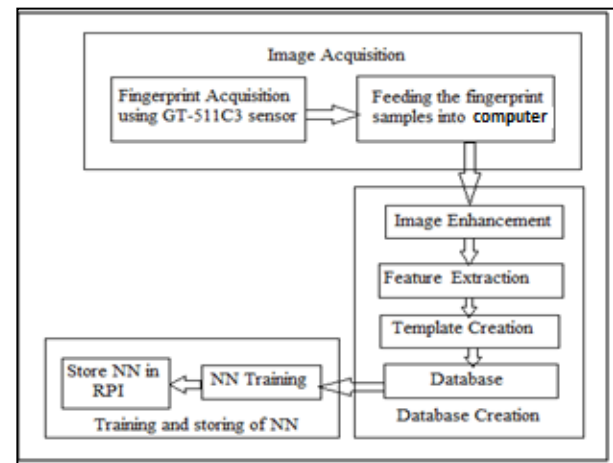 Image Acquisition
Fingerprint Acquisition
using GT-511C3 sensor
Feeding the fingerprint
samples into computer
Image Enhancement
Feature Extraction
Template Creation
Database
Database Creation
NN Training
Store NN in
RPI
Training and storing of NN